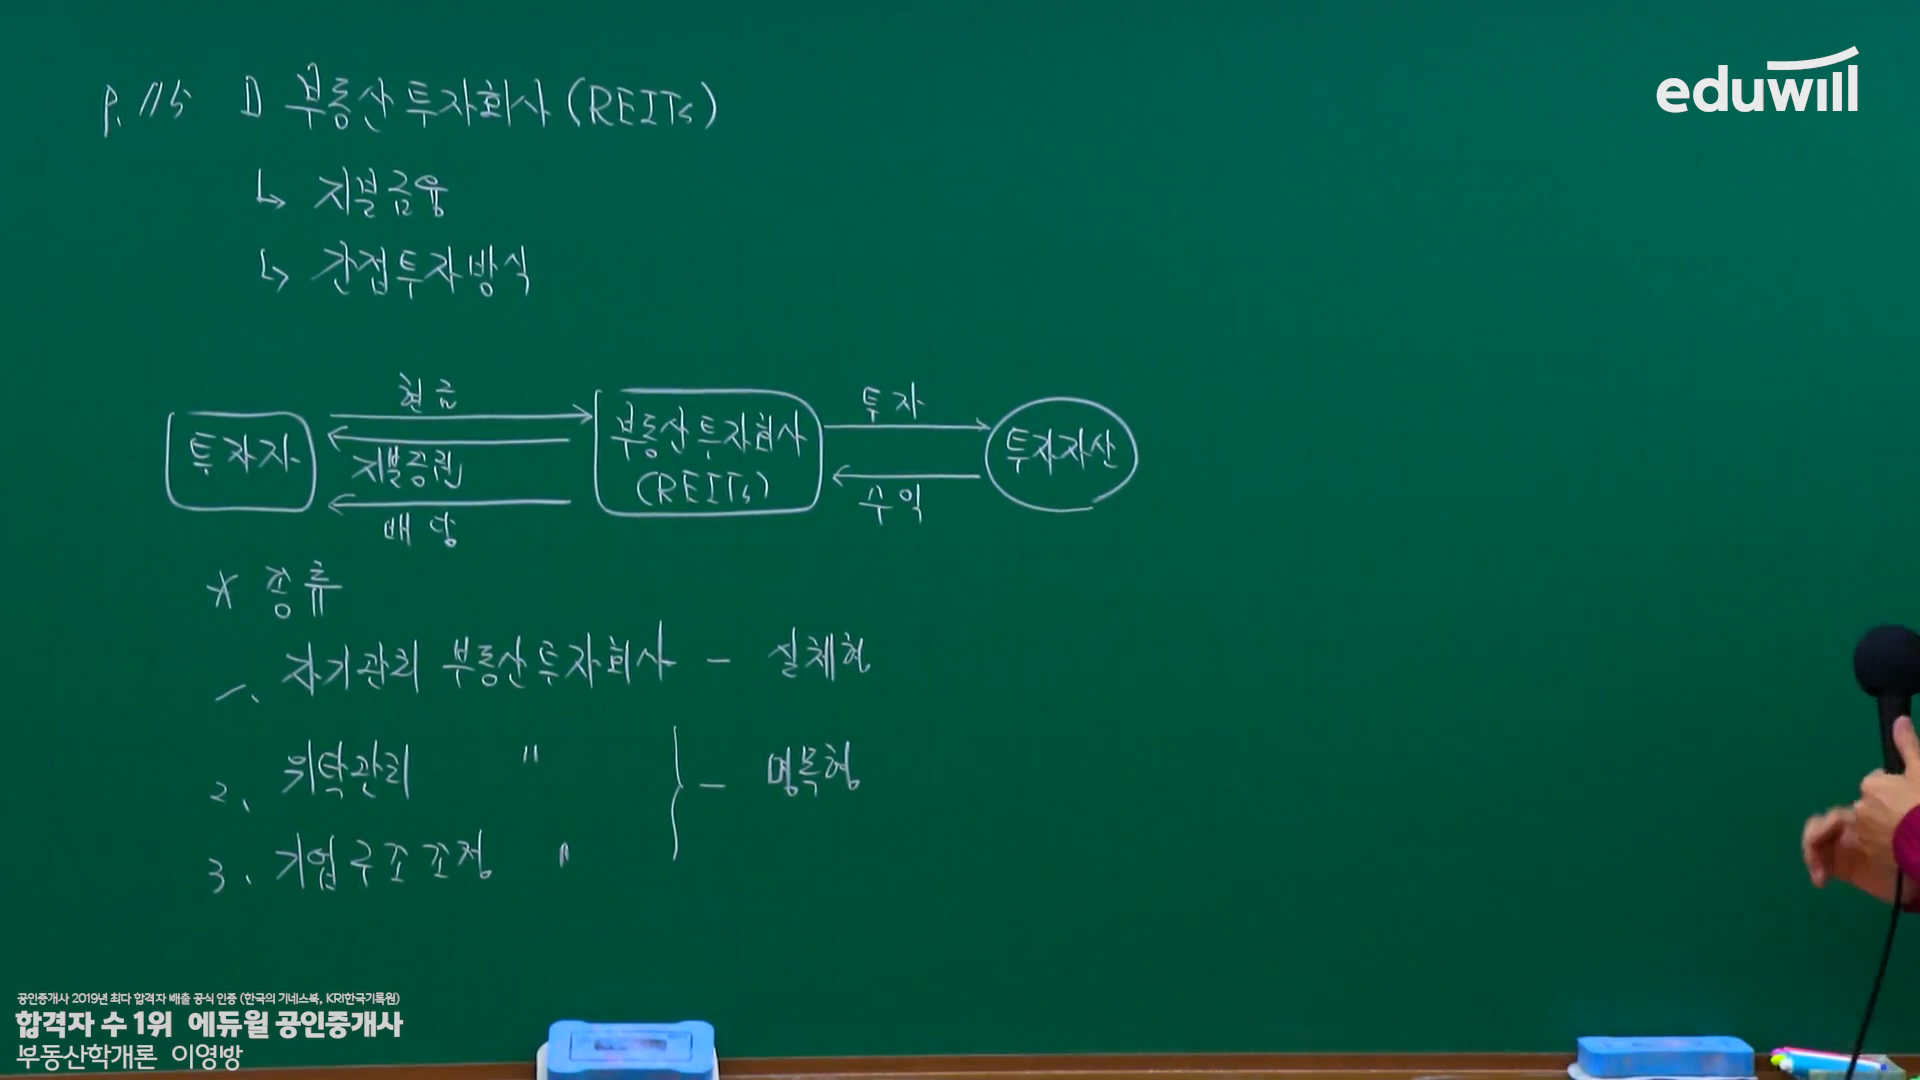 p.115 1) 부동산투자회사(REITs)
eduwill
↳ 지분금융
↳ 간접투자방식
현금
투자
투자자
부동산투자회사
(REITs)
투자자산
지분증권
수익
배당
* 종류
1. 자기관리 부동산투자회사 - 실체형
2. 위탁관리 〃 } - 명목형
3. 기업구조조정 〃
공인중개사 2019년 최다 합격자 배출 공식 인증 (한국의 기네스북, KRI한국기록원)
합격자 수 1위 에듀윌 공인중개사
부동산학개론 이영방